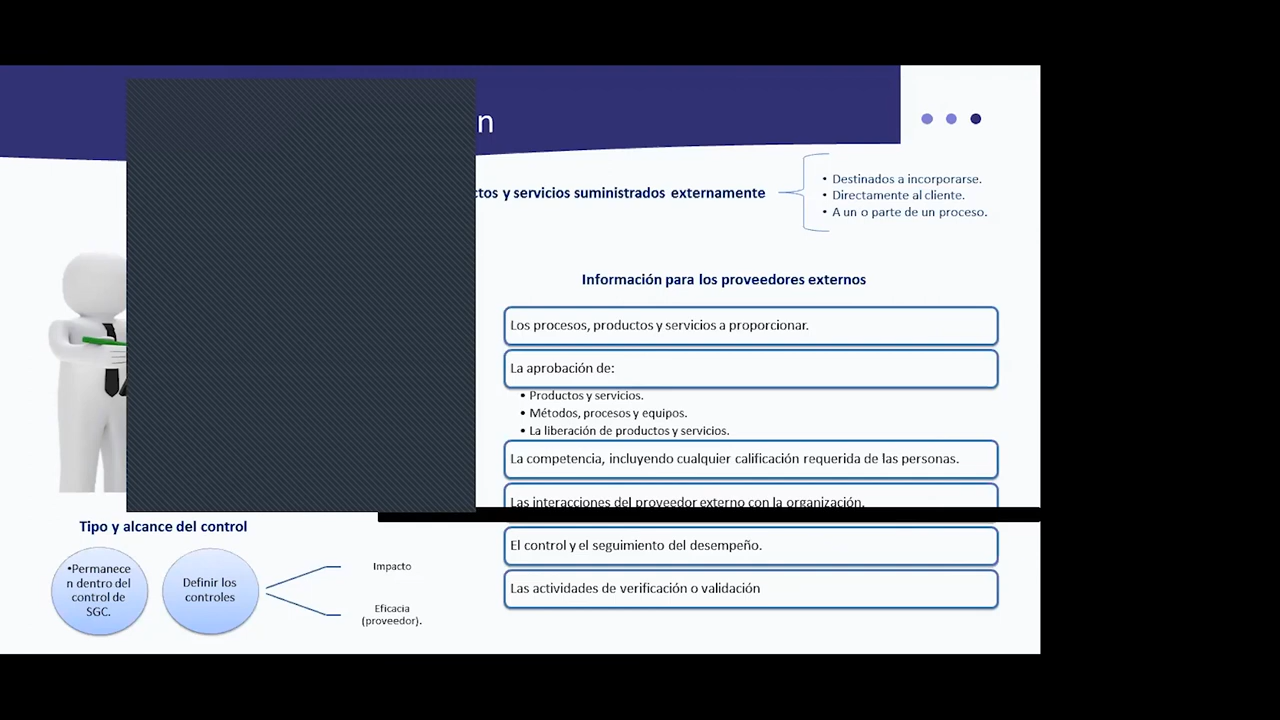 n
y servicios suministrados externamente
• Destinados a incorporarse.
• Directamente al cliente.
• A un o parte de un proceso.
Información para los proveedores externos
Los procesos, productos y servicios a proporcionar.
La aprobación de:
• Productos y servicios.
• Métodos, procesos y equipos.
• La liberación de productos y servicios.
La competencia, incluyendo cualquier calificación requerida de las personas.
Las interacciones del proveedor externo con la organización.
El control y el seguimiento del desempeño.
Las actividades de verificación o validación
Tipo y alcance del control
•Permanece
n dentro del
control de
SGC.
Definir los
controles
Impacto
Eficacia
(proveedor).